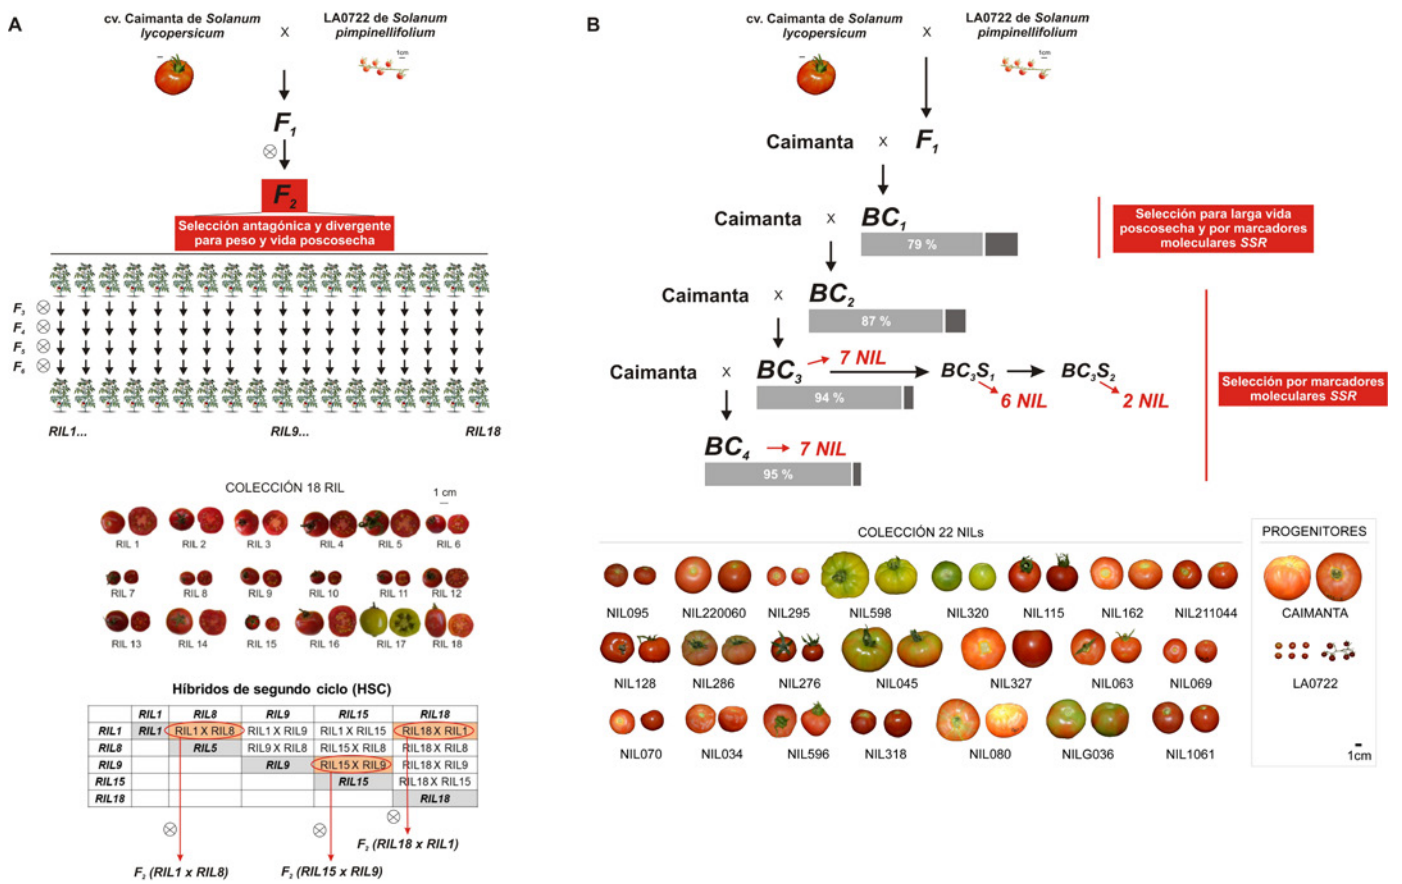 A
cv. Caimanta de Solanum
lycopersicum
X
LA0722 de Solanum
pimpinellifolium
1cm
F1
F2
Selección antagónica y divergente
para peso y vida poscosecha
F3
F4
F5
F6
RIL1...
RIL9...
RIL18
COLECCIÓN 18 RIL
1 cm
RIL 1
RIL 2
RIL 3
RIL 4
RIL 5
RIL 6
RIL 7
RIL 8
RIL 9
RIL 10
RIL 11
RIL 12
RIL 13
RIL 14
RIL 15
RIL 16
RIL 17
RIL 18
Híbridos de segundo ciclo (HSC)
RIL1 RIL8 RIL9 RIL15 RIL18
RIL1 RIL1 RIL1 X RIL8 RIL1 X RIL9 RIL1 X RIL15 RIL18 X RIL1
RIL8 RIL5 RIL9 X RIL8 RIL15 X RIL8 RIL18 X RIL8
RIL9 RIL9 RIL15 X RIL9 RIL18 X RIL9
RIL15 RIL15 RIL18 X RIL15
RIL18 RIL18
F2 (RIL18 x RIL1)
F2 (RIL1 x RIL8)
F2 (RIL15 x RIL9)
B
cv. Caimanta de Solanum
lycopersicum
X
LA0722 de Solanum
pimpinellifolium
1cm
Caimanta X F1
Caimanta X BC1
79 %
Selección para larga vida
poscosecha y por marcadores
moleculares SSR
Caimanta X BC2
87 %
Caimanta X BC3
7 NIL
BC3S1
BC3S2
94 %
6 NIL
2 NIL
Selección por marcadores
moleculares SSR
BC4
7 NIL
95 %
COLECCIÓN 22 NILs
NIL095
NIL220060
NIL295
NIL598
NIL320
NIL115
NIL162
NIL211044
NIL128
NIL286
NIL276
NIL045
NIL327
NIL063
NIL069
NIL070
NIL034
NIL596
NIL318
NIL080
NILG036
NIL1061
PROGENITORES
CAIMANTA
LA0722
1cm